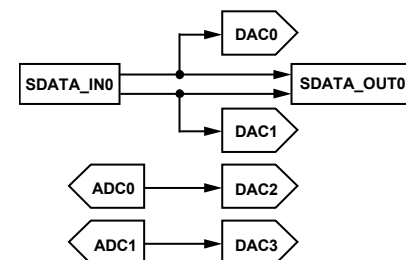 DAC0
SDATA_IN0
SDATA_OUT0
DAC1
ADC0
DAC2
ADC1
DAC3